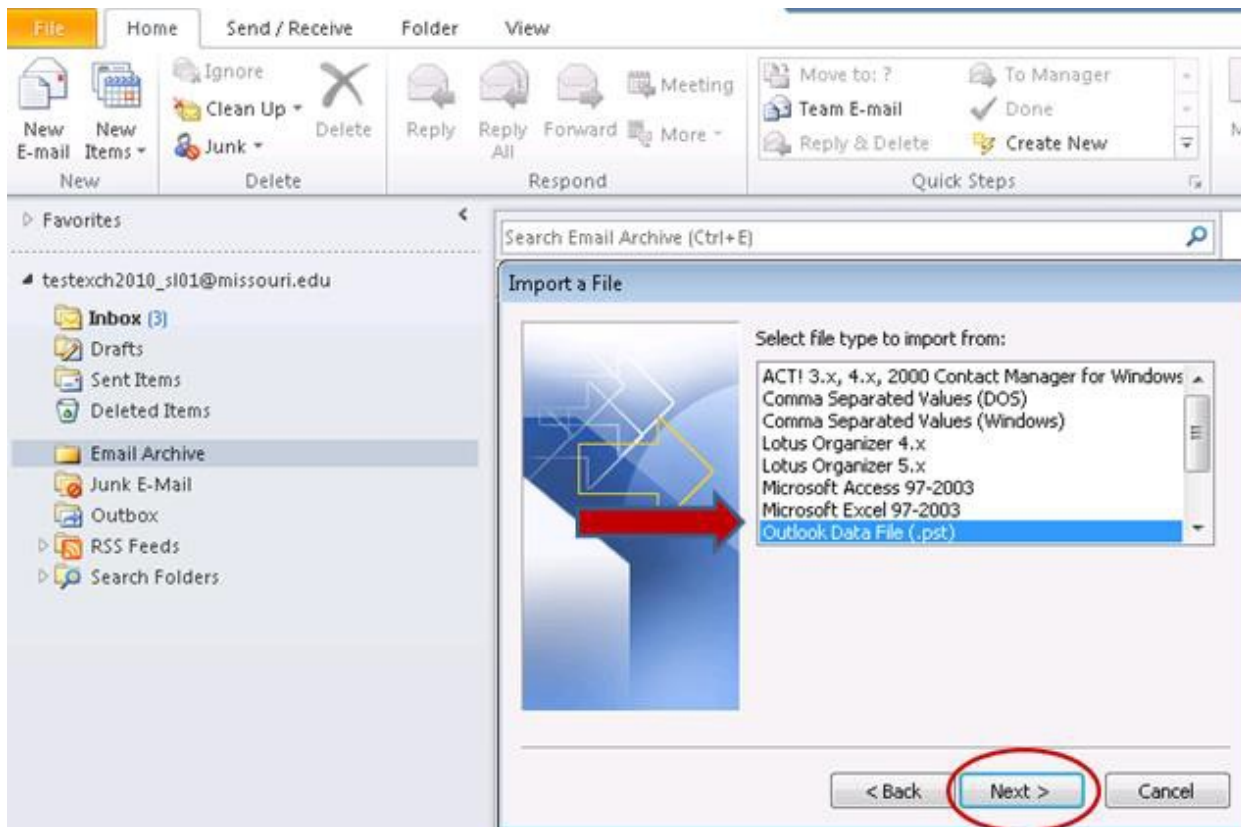 File Home Send / Receive Folder View
Ignore
Clean Up
Junk
Delete
New E-mail
New Items
Reply
Reply All
Forward
Meeting
More
Move to: ?
Team E-mail
Reply & Delete
To Manager
Done
Create New
New Delete Respond Quick Steps
Favorites
Search Email Archive (Ctrl+E)
testexch2010_sl01@missouri.edu
Inbox (3)
Drafts
Sent Items
Deleted Items
Email Archive
Junk E-Mail
Outbox
RSS Feeds
Search Folders
Import a File
Select file type to import from:
ACT! 3.x, 4.x, 2000 Contact Manager for Windows
Comma Separated Values (DOS)
Comma Separated Values (Windows)
Lotus Organizer 4.x
Lotus Organizer 5.x
Microsoft Access 97-2003
Microsoft Excel 97-2003
Outlook Data File (.pst)
< Back Next > Cancel